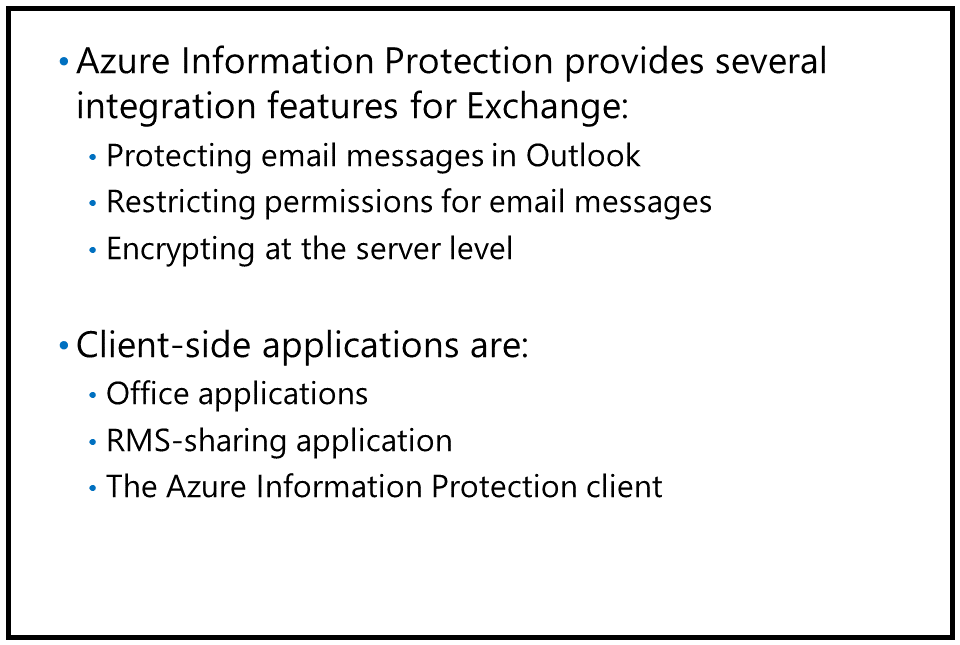 • Azure Information Protection provides several
integration features for Exchange:
• Protecting email messages in Outlook
• Restricting permissions for email messages
• Encrypting at the server level
• Client-side applications are:
• Office applications
• RMS-sharing application
• The Azure Information Protection client